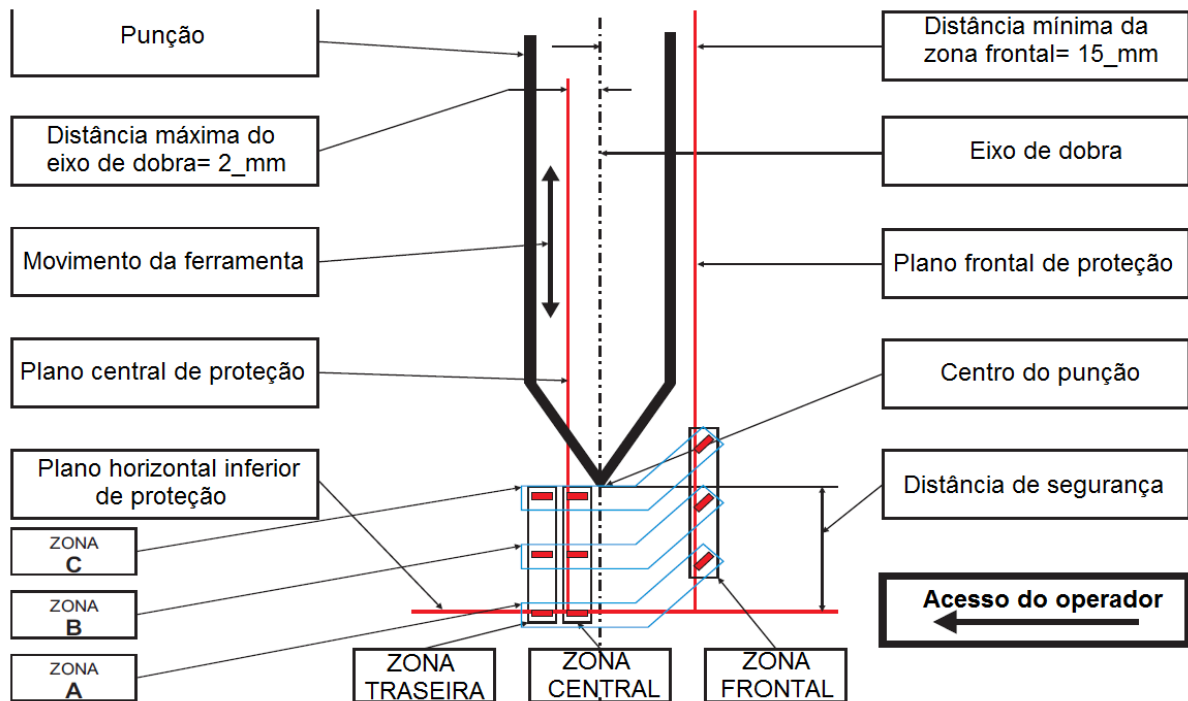 Punção
Distância máxima do
eixo de dobra= 2_mm
Movimento da ferramenta
Plano central de proteção
Plano horizontal inferior
de proteção
ZONA
C
ZONA
B
ZONA
A
ZONA
TRASEIRA
ZONA
CENTRAL
ZONA
FRONTAL
Distância mínima da
zona frontal= 15_mm
Eixo de dobra
Plano frontal de proteção
Centro do punção
Distância de segurança
Acesso do operador